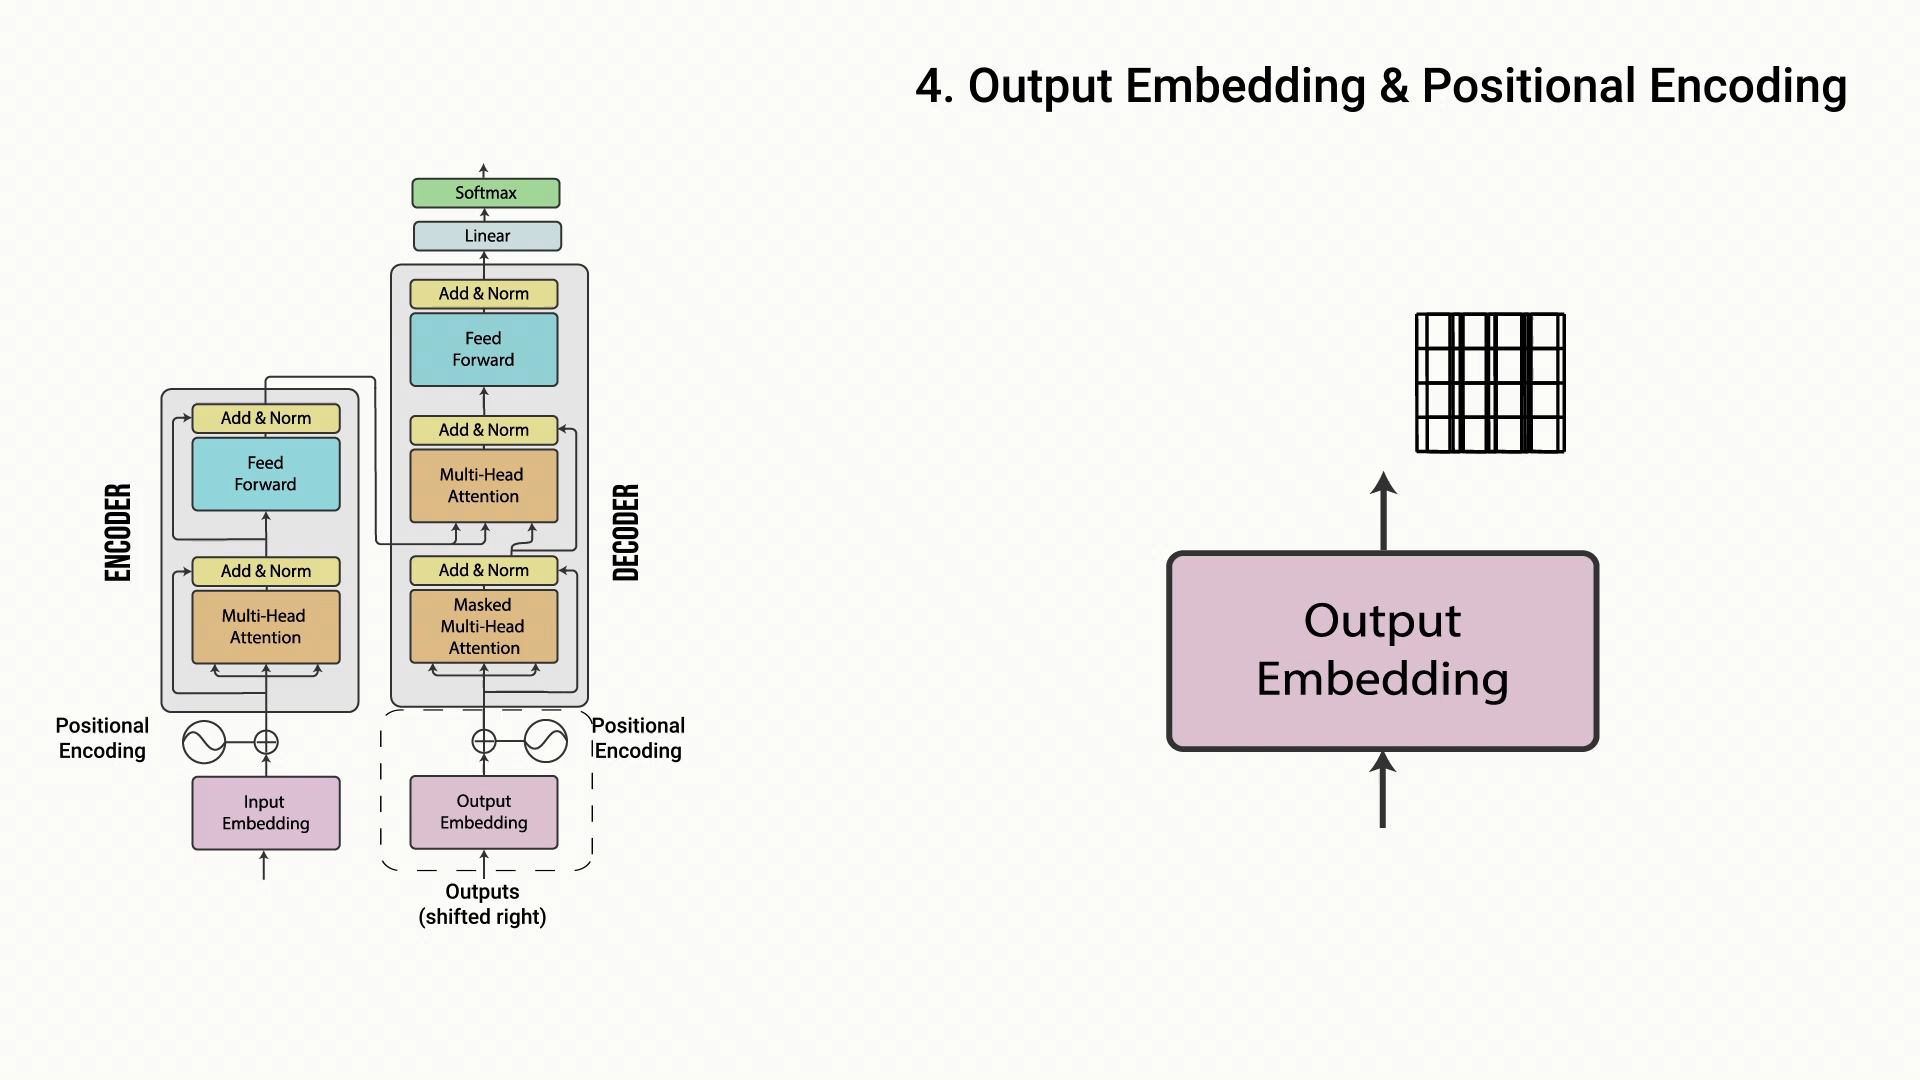 4. Output Embedding & Positional Encoding
Softmax
Linear
Add & Norm
Feed
Forward
Add & Norm
Multi-Head
Attention
Add & Norm
Masked
Multi-Head
Attention
DECODER
Add & Norm
Feed
Forward
Add & Norm
Multi-Head
Attention
ENCODER
Positional
Encoding
Positional
Encoding
Input
Embedding
Output
Embedding
Outputs
(shifted right)
Output
Embedding